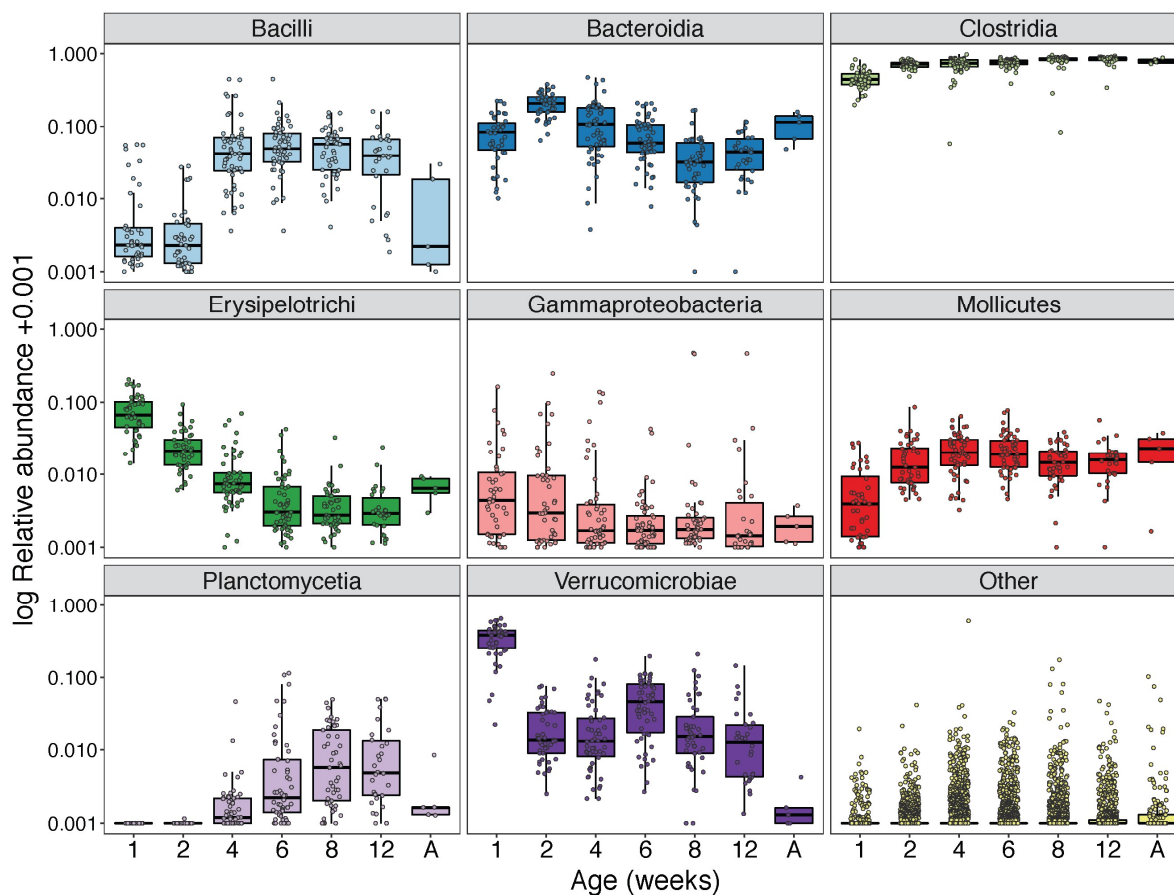 Bacilli Bacteroidia Clostridia
1.000
0.100
0.010
0.001
Erysipelotrichi Gammaproteobacteria Mollicutes
1.000
0.100
0.010
0.001
Planctomycetia Verrucomicrobiae Other
1.000
0.100
0.010
0.001
1 2 4 6 8 12 A 1 2 4 6 8 12 A 1 2 4 6 8 12 A
Age (weeks)
log Relative abundance +0.001